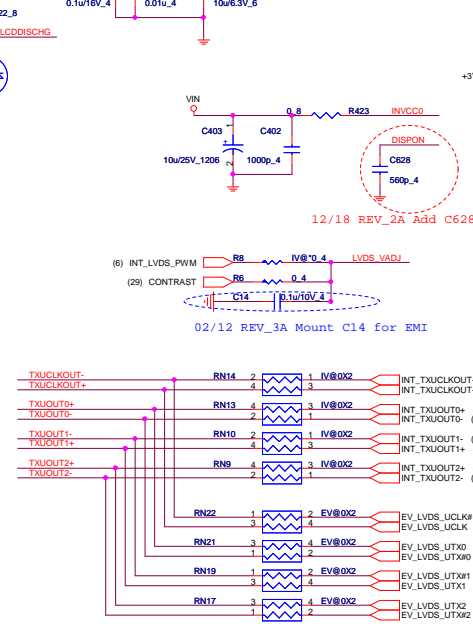 0.1u/16V_4 0.01u_4 10u/6.3V_6
22_8
LCDDISCHG
VIN
0_8 R423 INVCC0
C403 C402
1
+
2
10u/25V_1206 1000p_4
DISPON
C628
560p_4
12/18 REV_2A Add C628
(6) INT_LVDS_PWM R8 IV@*0_4 LVDS_VADJ
(29) CONTRAST R6 0_4
C14 0.1u/10V_4
02/12 REV_3A Mount C14 for EMI
TXUCLKOUT- RN14 2 1 IV@0X2 INT_TXUCLKOUT-
TXUCLKOUT+ 4 3 INT_TXUCLKOUT
TXUOUT0+ RN13 4 3 IV@0X2 INT_TXUOUT0+
TXUOUT0- 2 1 INT_TXUOUT0- (
TXUOUT1- RN10 2 1 IV@0X2 INT_TXUOUT1- (
TXUOUT1+ 4 3 INT_TXUOUT1+
TXUOUT2+ RN9 4 3 IV@0X2 INT_TXUOUT2+
TXUOUT2- 2 1 INT_TXUOUT2- (
RN22 1 2 EV@0X2 EV_LVDS_UCLK#
3 4 EV_LVDS_UCLK
RN21 3 4 EV@0X2 EV_LVDS_UTX0
1 2 EV_LVDS_UTX#0
RN19 1 2 EV@0X2 EV_LVDS_UTX#1
3 4 EV_LVDS_UTX1
RN17 3 4 EV@0X2 EV_LVDS_UTX2
1 2 EV_LVDS_UTX#2